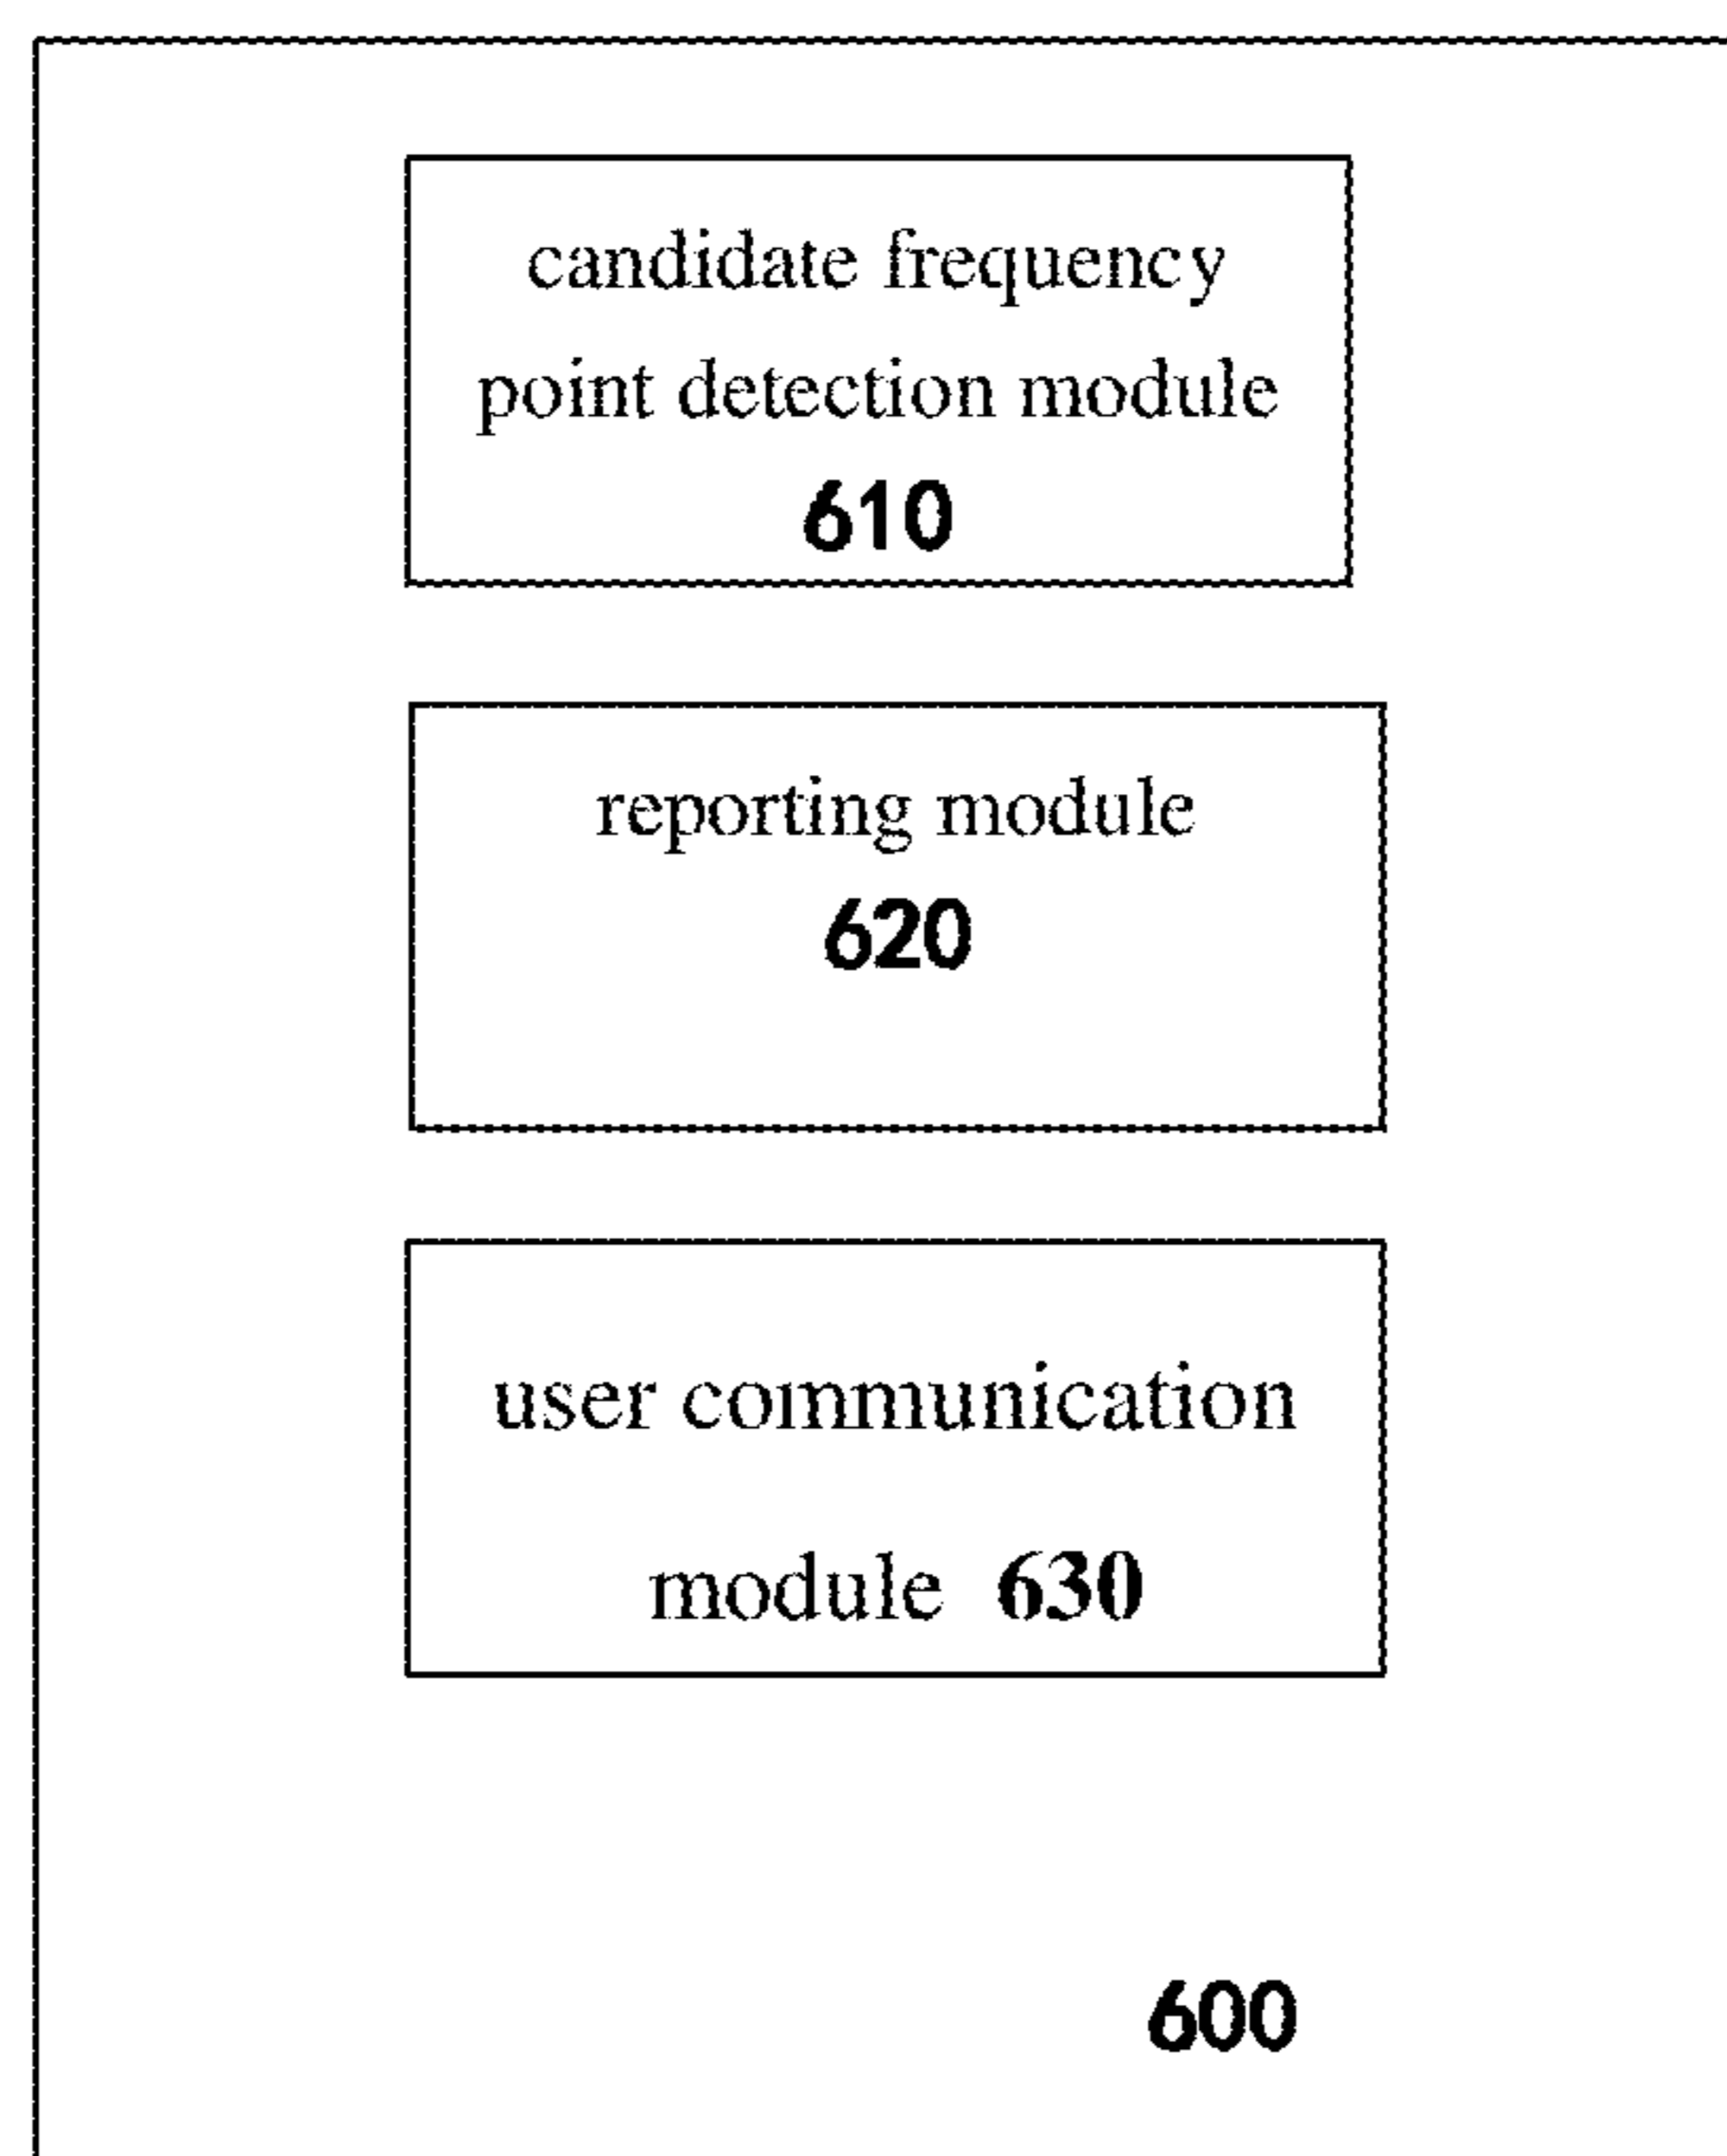 candidate frequency
point detection module
610
reporting module
620
user communication
module 630
600